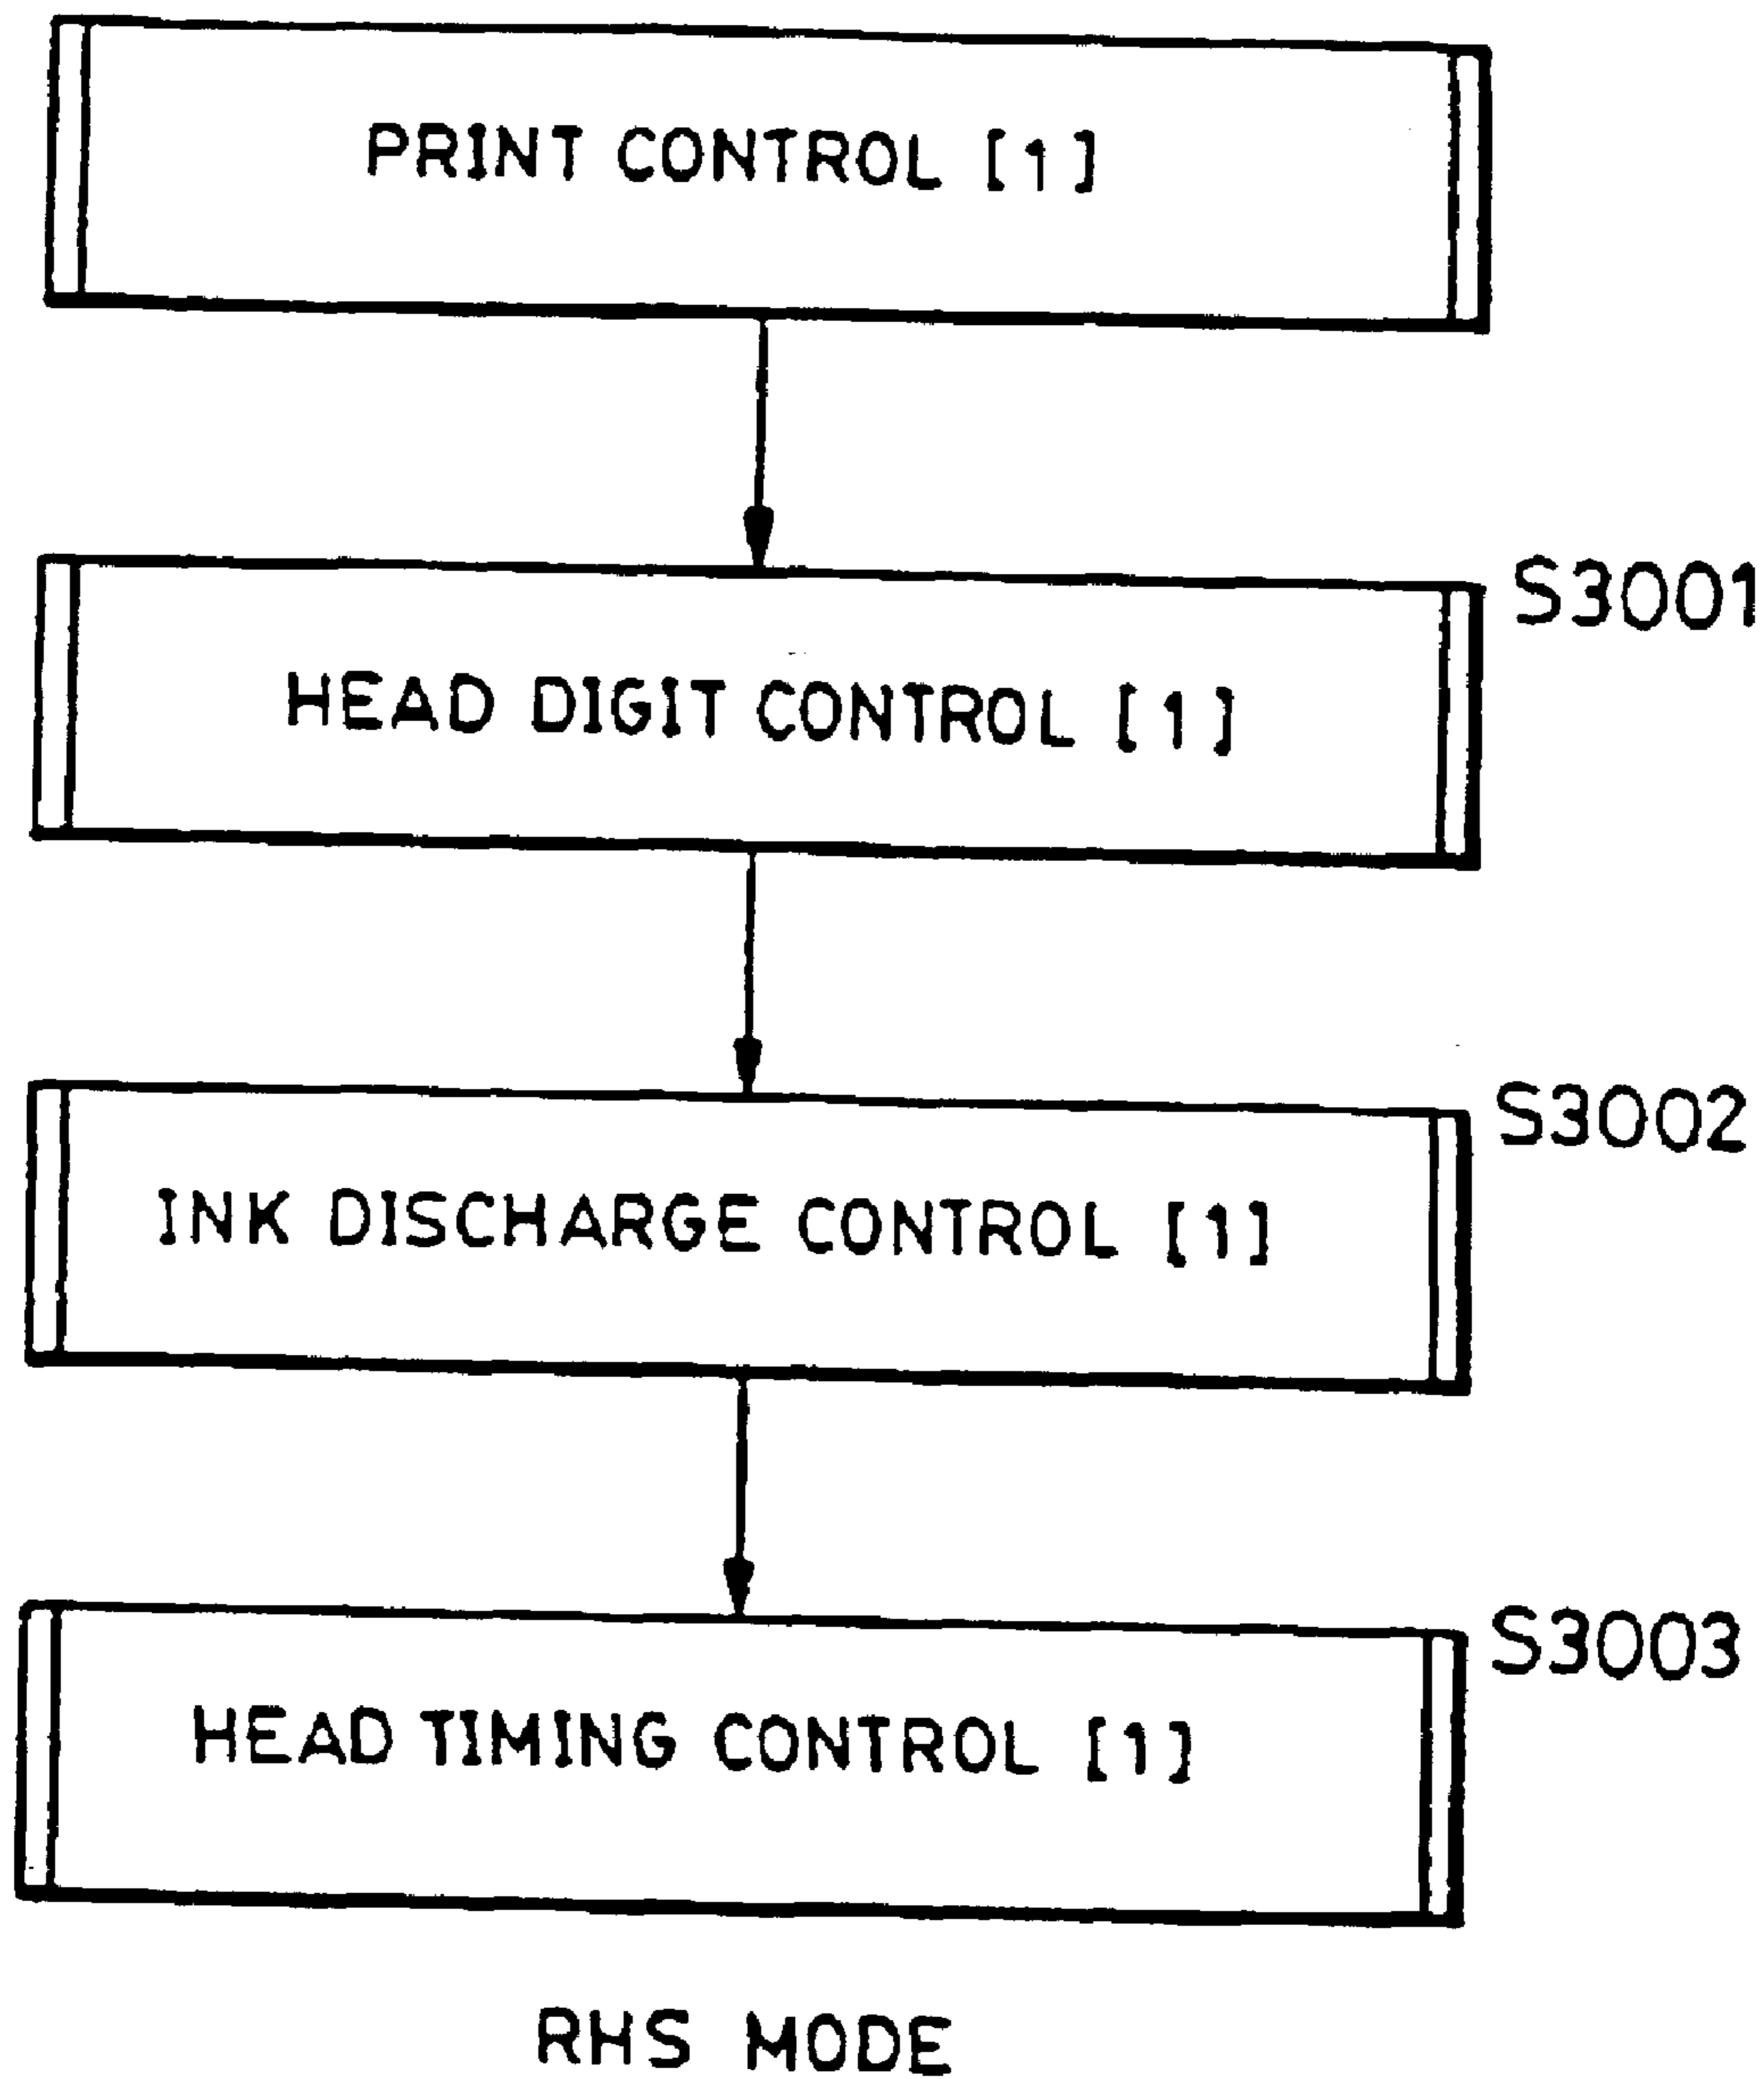 PRINT CONTROL [1]
S3001
HEAD DIGIT CONTROL [1]
S3002
INK DISCHARGE CONTROL [1]
S3003
HEAD TIMING CONTROL [1]
RHS MODE